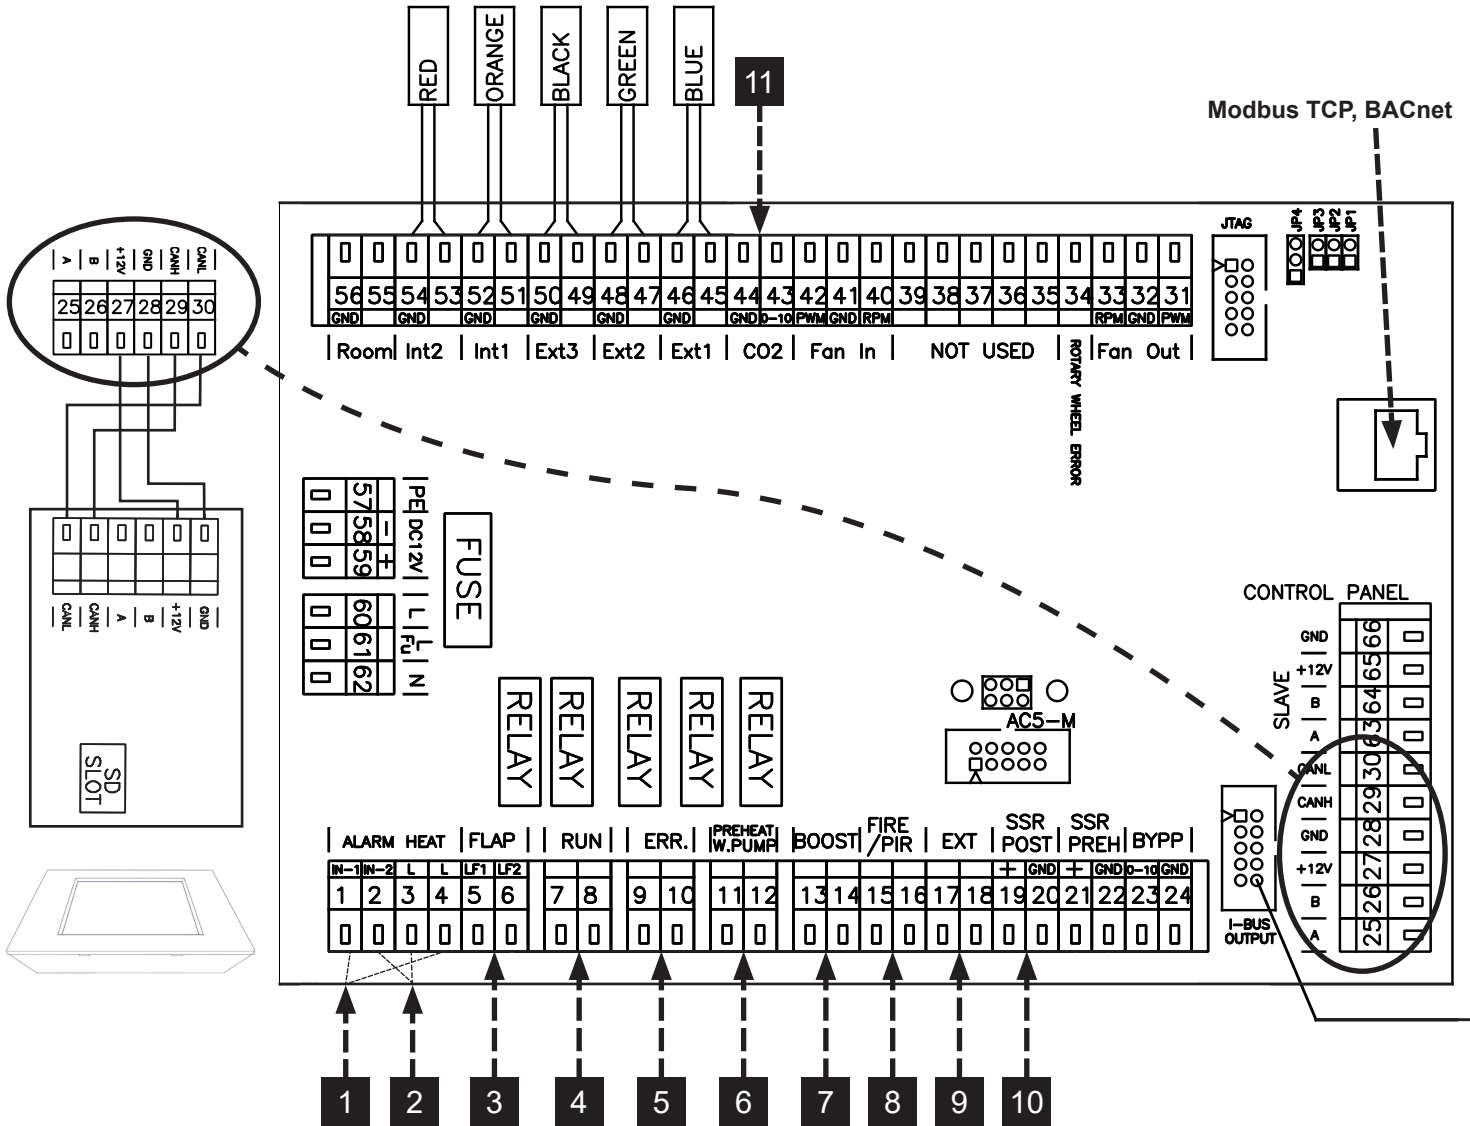 RED
ORANGE
BLACK
GREEN
BLUE
11
Modbus TCP, BACnet
JTAG
JP4
JP3
JP2
JP1
A B +12V GND CANH CANL
25 26 27 28 29 30
56 55 54 53 52 51 50 49 48 47 46 45 44 43 42 41 40 39 38 37 36 35 34 33 32 31
GND GND GND GND GND GND GND 0-10 PWM GND RPM RPM GND PWM
Room Int2 Int1 Ext3 Ext2 Ext1 CO2 Fan In NOT USED Fan Out
ROTARY WHEEL ERROR
CANL CANH A B +12V GND
SD
SLOT
57 58 59
- +
PE DC12V
60 61 62
L L N
Fu
FUSE
RELAY
RELAY
RELAY
RELAY
RELAY
AC5-M
CONTROL PANEL
SLAVE
GND 66
+12V 65
B 64
A 63
CANL 30
CANH 29
GND 28
+12V 27
B 26
A 25
I-BUS
OUTPUT
ALARM HEAT FLAP RUN ERR. PREHEAT
W.PUMP
BOOST
FIRE
/PIR
EXT
SSR
POST
SSR
PREH
BYPP
IN-1 IN-2 L L LF1 LF2 + GND + GND 0-10 GND
1 2 3 4 5 6 7 8 9 10 11 12 13 14 15 16 17 18 19 20 21 22 23 24
1 2 3 4 5 6 7 8 9 10